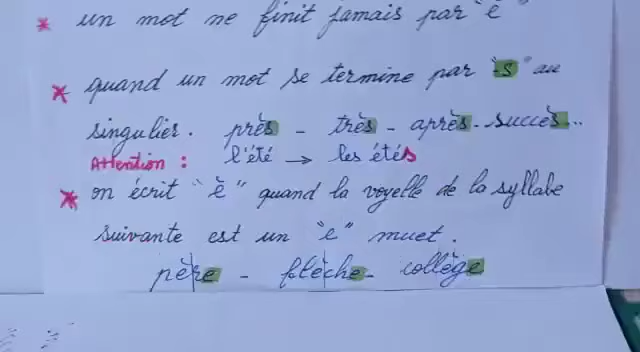 * un mot ne finit jamais par "è"
* quand un mot se termine par "s" au
singulier. près - très - après - succès...
Attention : l'été → les étés
* on écrit "è" quand la voyelle de la syllabe
suivante est un "e" muet.
père - flèche - collège